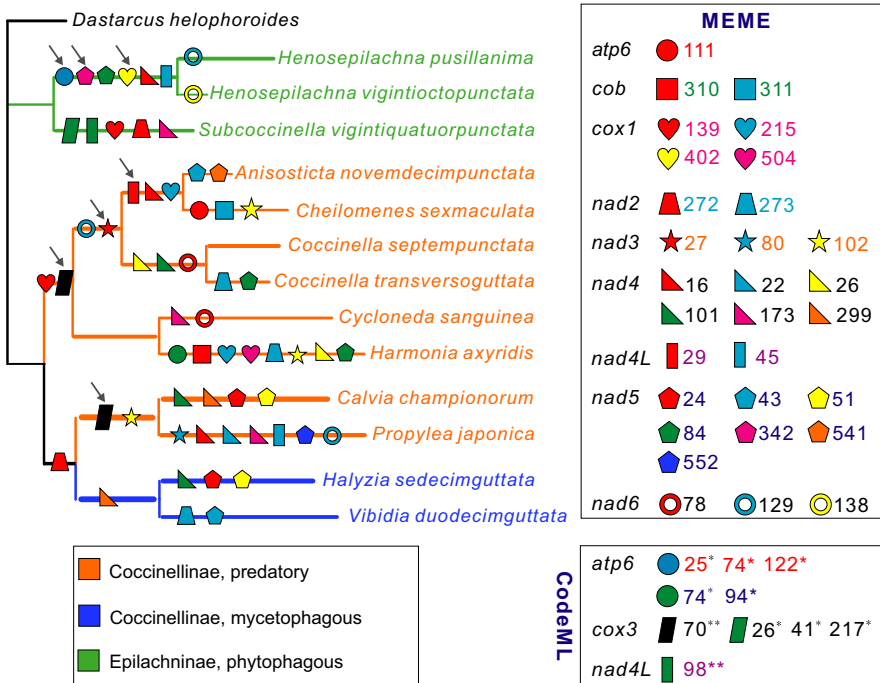 Dastarcus helophoroides
Henosepilachna pusillanima
Henosepilachna vigintioctopunctata
Subcoccinella vigintiquatuorpunctata
Anisosticta novemdecimpunctata
Cheilomenes sexmaculata
Coccinella septempunctata
Coccinella transversoguttata
Cycloneda sanguinea
Harmonia axyridis
Calvia championorum
Propylea japonica
Halyzia sedecimguttata
Vibidia duodecimguttata
Coccinellinae, predatory
Coccinellinae, mycetophagous
Epilachninae, phytophagous
MEME
atp6 111
cob 310 311
cox1 139 215
402 504
nad2 272 273
nad3 27 80 102
nad4 16 22 26
101 173 299
nad4L 29 45
nad5 24 43 51
84 342 541
552
nad6 78 129 138
CodeML
atp6 25* 74* 122*
74* 94*
cox3 70** 26* 41* 217*
nad4L 98**